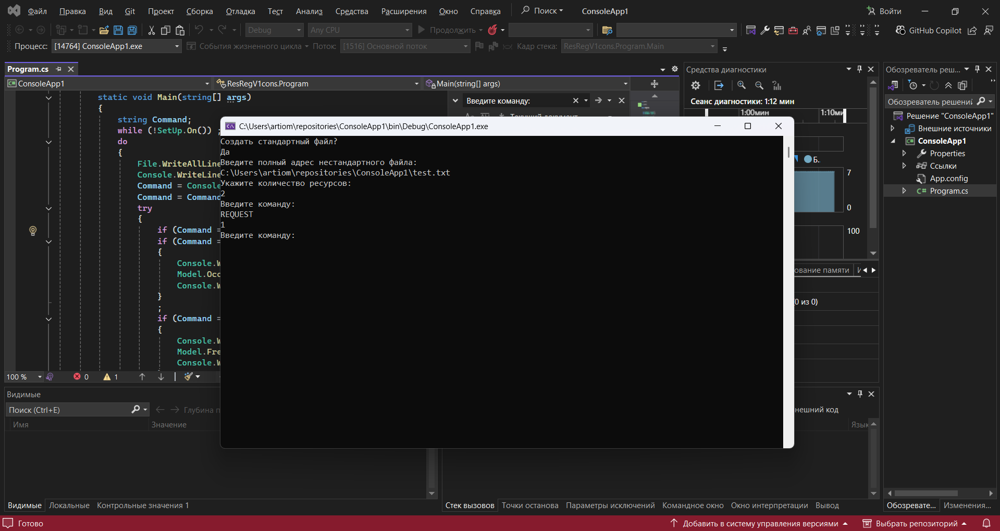 Файл Правка Вид Git Проект Сборка Отладка Тест Анализ Средства Расширения Окно Справка Поиск ConsoleApp1 Войти
Debug Any CPU Продолжить GitHub Copilot
Процесс: [14764] ConsoleApp1.exe События жизненного цикла Поток: [1516] Основной поток Кадр стека: ResRegV1cons.Program.Main
Program.cs
ConsoleApp1 ResRegV1cons.Program Main(string[] args)
static void Main(string[] args)
{
string Command;
while (!SetUp.On()) ;
do
{
File.WriteAllLine
Console.WriteLine
Command = Console
Command = Command
try
{
if (Command =
if (Command =
{
Console.W
Model.Occ
Console.W
}
;
if (Command =
{
Console.W
Model.Fre
Console.W
Введите команду:
Текущий документ
C:\Users\artiom\repositories\ConsoleApp1\bin\Debug\ConsoleApp1.exe
Создать стандартный файл?
Да
Введите полный адрес нестандартного файла:
C:\Users\artiom\repositories\ConsoleApp1\test.txt
Укажите количество ресурсов:
2
Введите команду:
REQUEST
1
Введите команду:
Средства диагностики
Сеанс диагностики: 1:12 мин
1:00мин 1:10ми
Б..
7
0
100
ование памяти
(0 из 0)
Обозреватель реш...
Обозреватель решений
Решение "ConsoleApp1"
Внешние источники
ConsoleApp1
Properties
Ссылки
App.config
Program.cs
100 % 0 1
Видимые
Поиск (Ctrl+E) Глубина п
Имя Значение
нешний код
Язык
Видимые Локальные Контрольные значения 1
Стек вызовов Точки останова Параметры исключений Командное окно Окно интерпретации Вывод
Обозревате... Изменения...
Готово Добавить в систему управления версиями Выбрать репозиторий